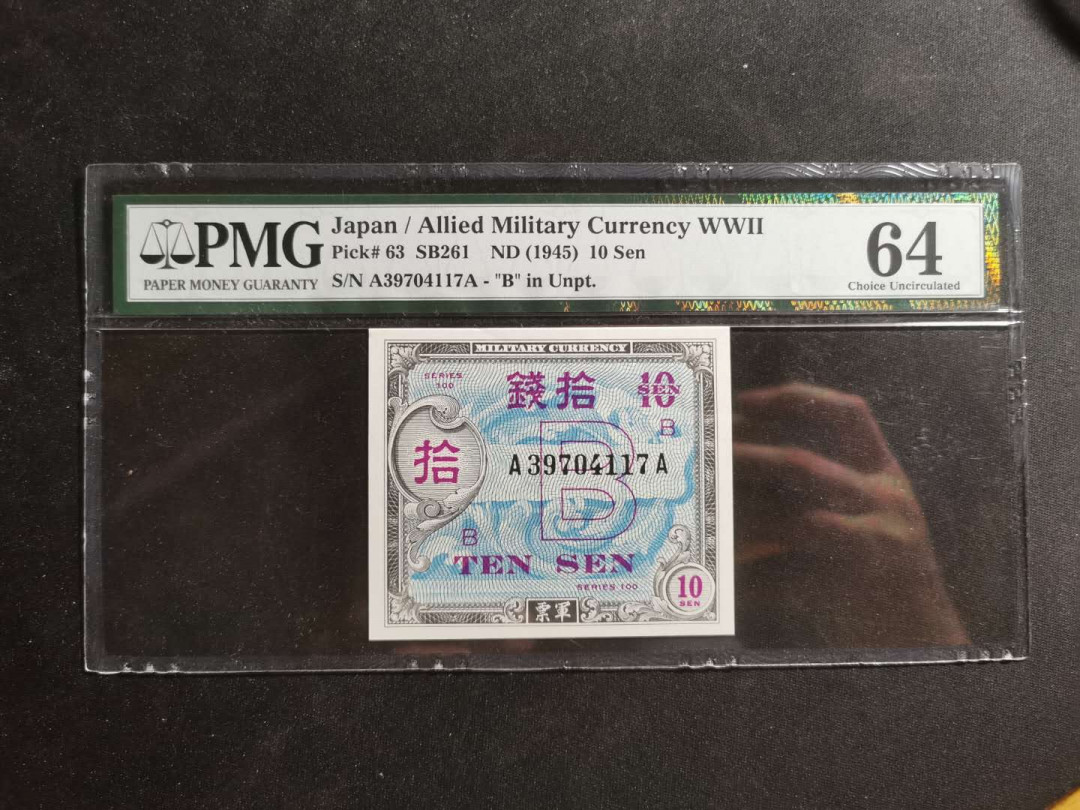 PMG
PAPER MONEY GUARANTY
Japan / Allied Military Currency WWII
Pick# 63 SB261 ND (1945) 10 Sen
S/N A39704117A - "B" in Unpt.
64
Choice Uncirculated
MILITARY CURRENCY
SERIES
100
錢拾
10
SEN
B
拾
A39704117A
B
B
TEN SEN
SERIES 100
10
SEN
票軍